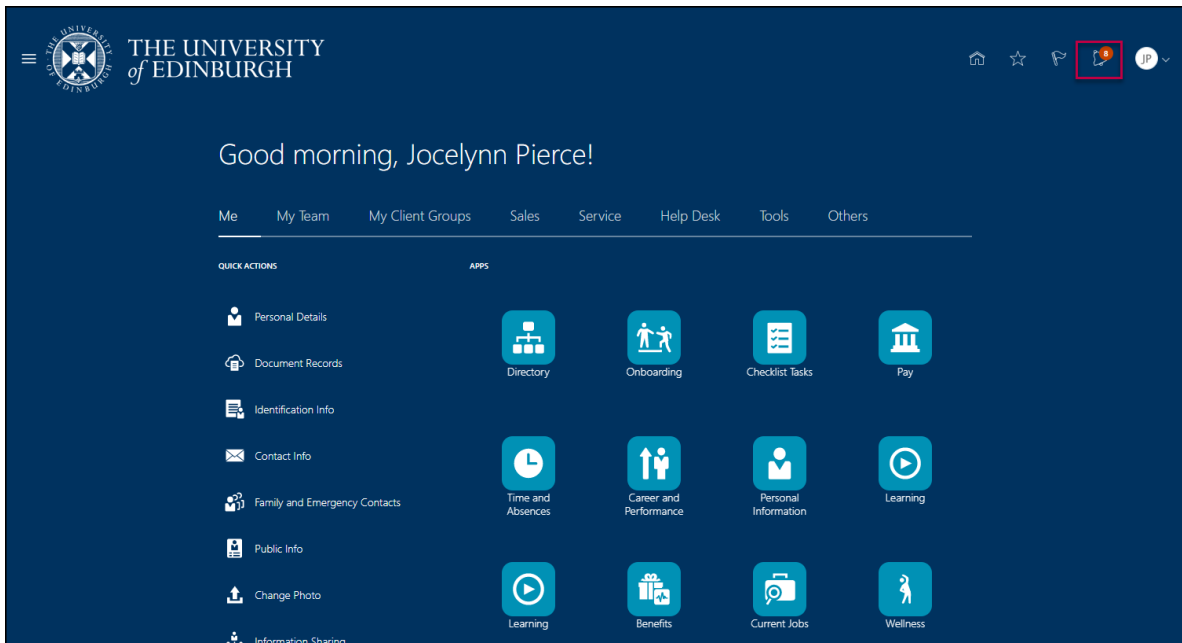 THE UNIVERSITY
of EDINBURGH
8
JP
Good morning, Jocelynn Pierce!
Me My Team My Client Groups Sales Service Help Desk Tools Others
QUICK ACTIONS APPS
Personal Details
Document Records
Identification Info
Contact Info
Family and Emergency Contacts
Public Info
Change Photo
Information Sharing
Directory Onboarding Checklist Tasks Pay
Time and Absences Career and Performance Personal Information Learning
Learning Benefits Current Jobs Wellness